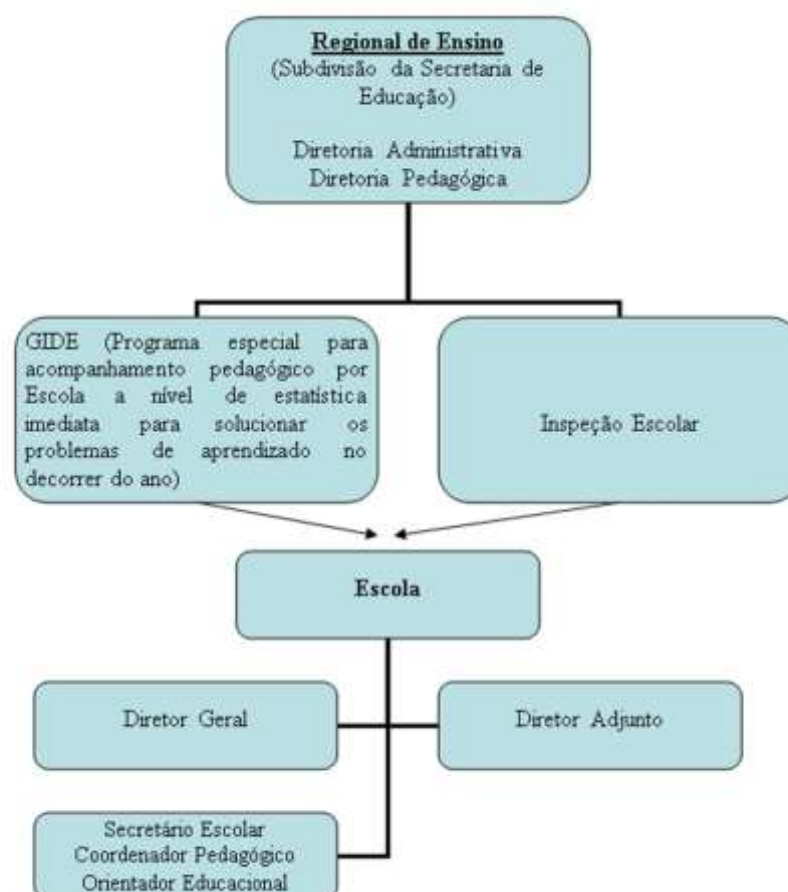 Regional de Ensino
(Subdivisão da Secretaria de
Educação)
Diretoria Administrativa
Diretoria Pedagógica
GIDE (Programa especial para
acompanhamento pedagógico por
Escola a nível de estatística
imediata para solucionar os
problemas de aprendizado no
decorrer do ano)
Inspeção Escolar
Escola
Diretor Geral
Diretor Adjunto
Secretário Escolar
Coordenador Pedagógico
Orientador Educacional